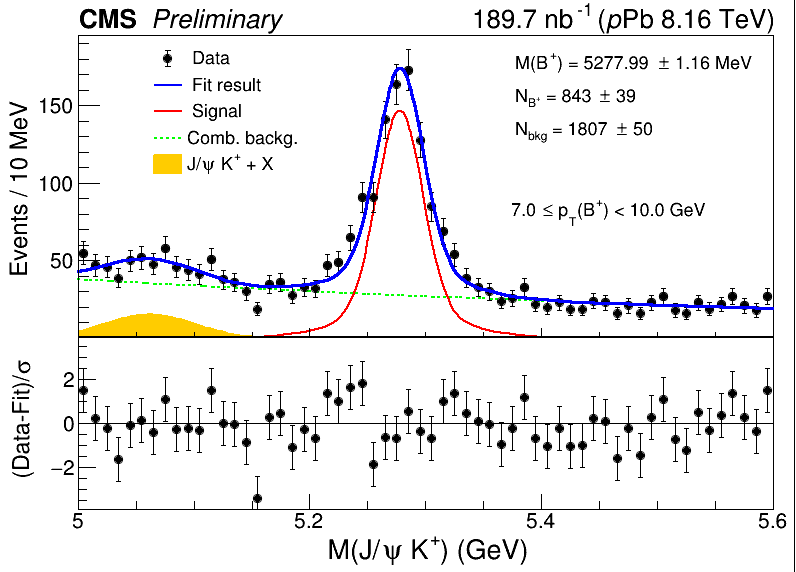 CMS Preliminary 189.7 nb⁻¹ (pPb 8.16 TeV)
Data
Fit result
Signal
Comb. backg.
J/ψ K⁺ + X
M(B⁺) = 5277.99 ± 1.16 MeV
N_B⁺ = 843 ± 39
N_bkg = 1807 ± 50
7.0 ≤ p_T(B⁺) < 10.0 GeV
Events / 10 MeV
150
100
50
(Data-Fit)/σ
2
0
−2
5 5.2 5.4 5.6
M(J/ψ K⁺) (GeV)